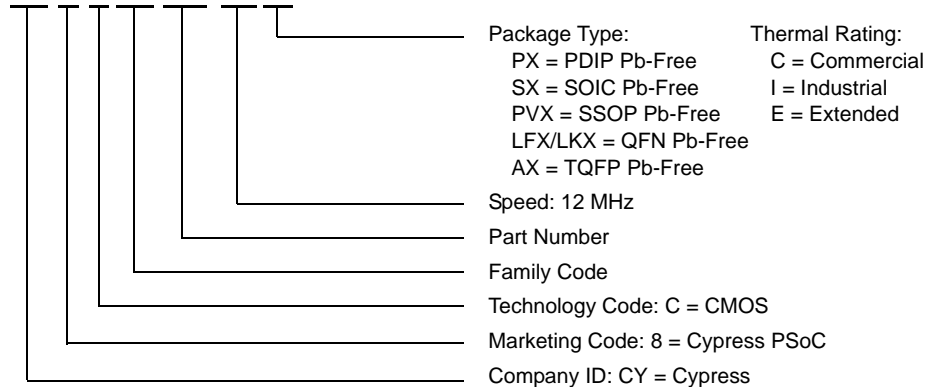 Package Type:
PX = PDIP Pb-Free
SX = SOIC Pb-Free
PVX = SSOP Pb-Free
LFX/LKX = QFN Pb-Free
AX = TQFP Pb-Free
Thermal Rating:
C = Commercial
I = Industrial
E = Extended
Speed: 12 MHz
Part Number
Family Code
Technology Code: C = CMOS
Marketing Code: 8 = Cypress PSoC
Company ID: CY = Cypress